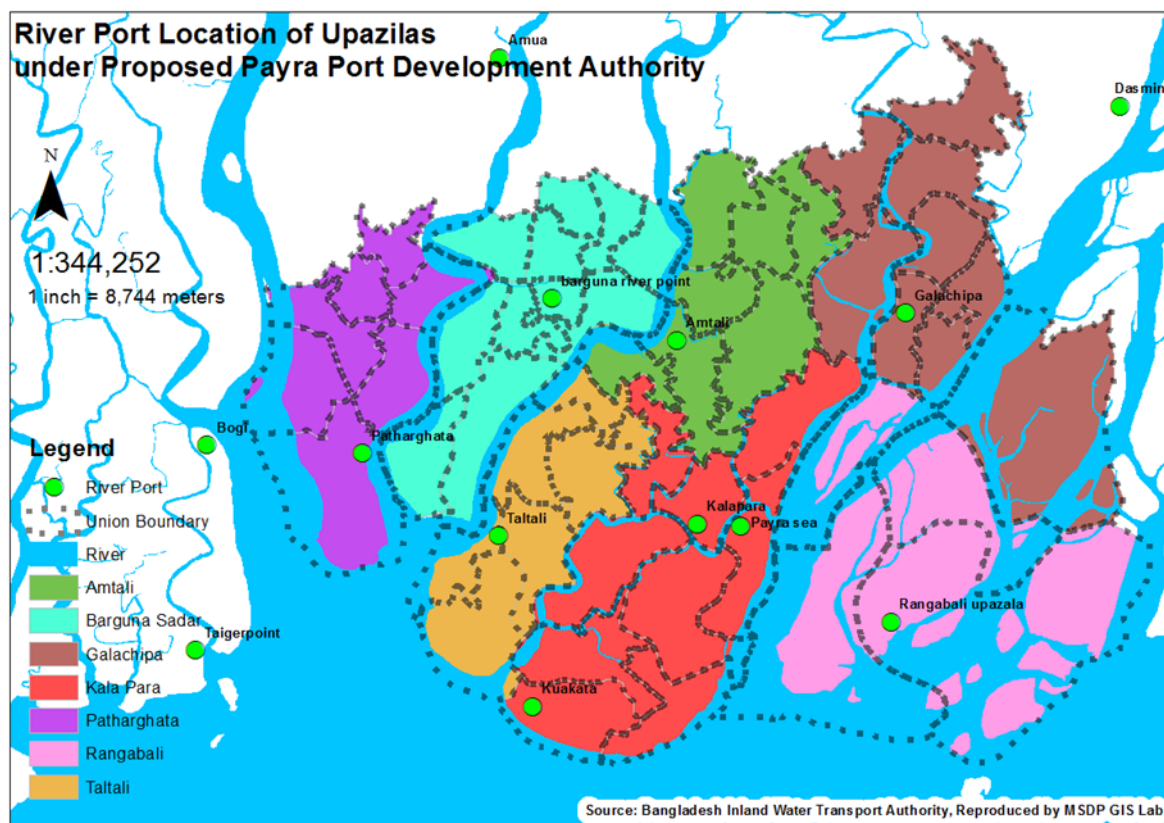 River Port Location of Upazilas
under Proposed Payra Port Development Authority
Amua
Dasmin
N
1:344,252
1 inch = 8,744 meters
barguna river point
Galachipa
Amtali
Bogi
Patharghata
Legend
River Port
Union Boundary
River
Amtali
Barguna Sadar
Galachipa
Kala Para
Patharghata
Rangabali
Taltali
Kalapara
Payra sea
Taltali
Rangabali upazala
Taigerpoint
Kuakata
Source: Bangladesh Inland Water Transport Authority, Reproduced by MSDP GIS Lab